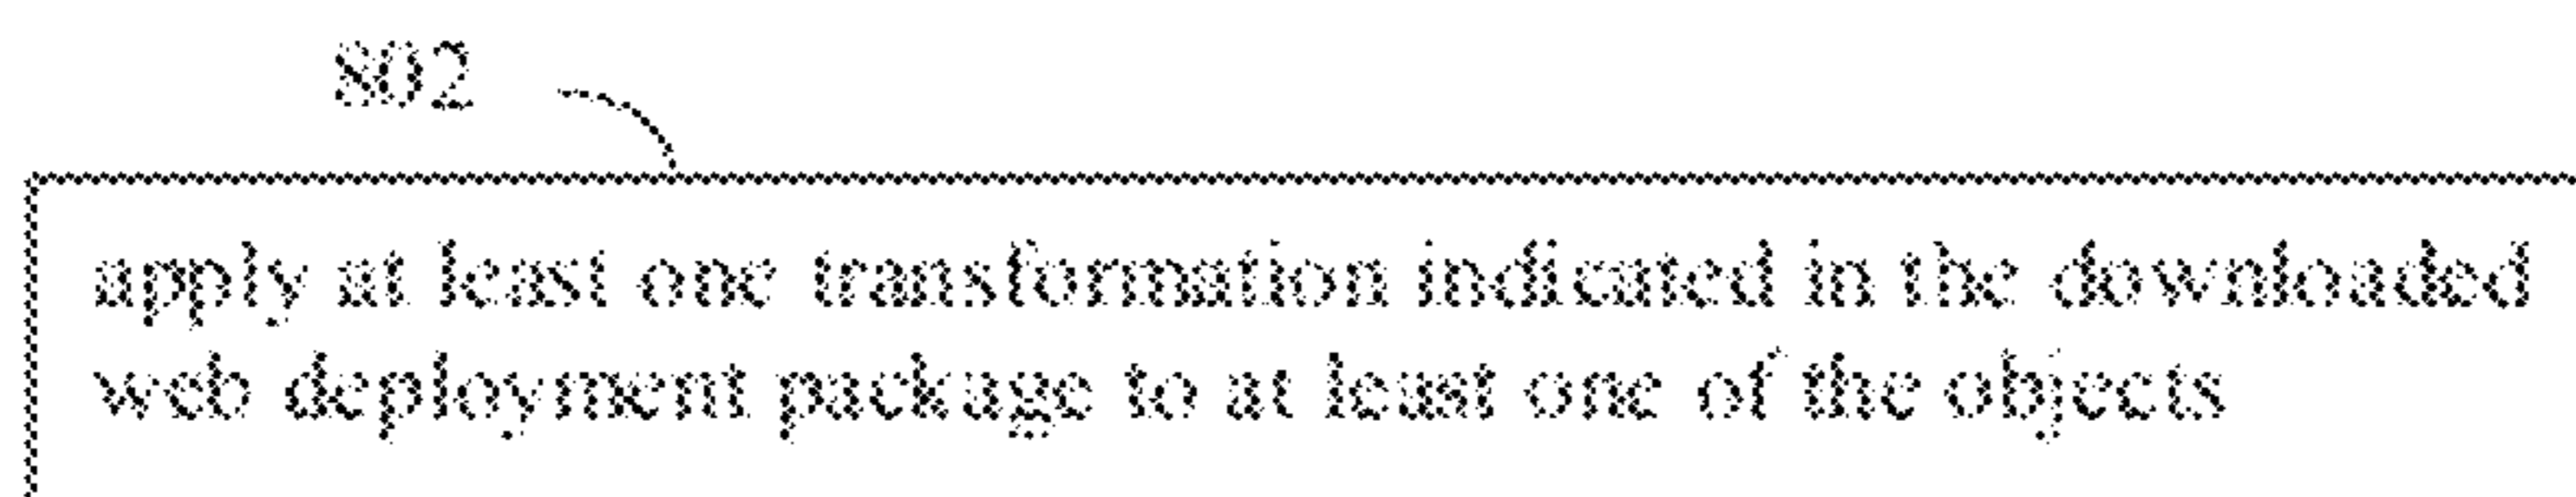 802
apply at least one transformation indicated in the downloaded
web deployment package to at least one of the objects